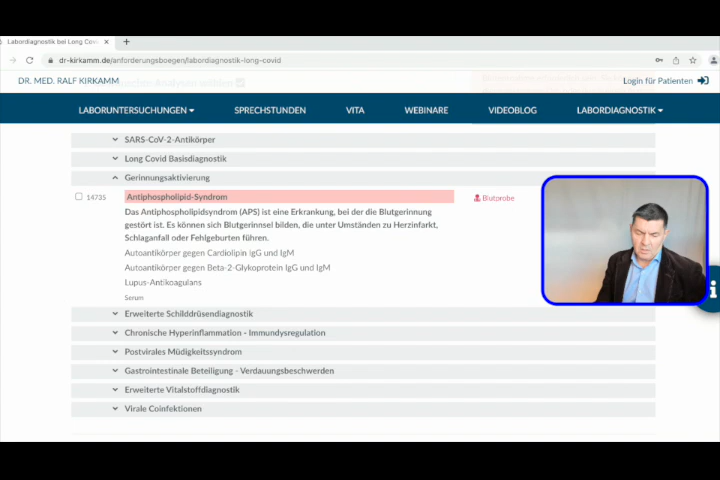 Labordiagnostik bei Long Cov
dr-kirkamm.de/anforderungsboegen/labordiagnostik-long-covid
DR. MED. RALF KIRKAMM
Login für Patienten
LABORUNTERSUCHUNGEN
SPRECHSTUNDEN
VITA
WEBINARE
VIDEOBLOG
LABORDIAGNOSTIK
SARS-CoV-2-Antikörper
Long Covid Basisdiagnostik
Gerinnungsaktivierung
14735
Antiphospholipid-Syndrom
Blutprobe
Das Antiphospholipidsyndrom (APS) ist eine Erkrankung, bei der die Blutgerinnung
gestört ist. Es können sich Blutgerinnsel bilden, die unter Umständen zu Herzinfarkt,
Schlaganfall oder Fehlgeburten führen.
Autoantikörper gegen Cardiolipin IgG und IgM
Autoantikörper gegen Beta-2-Glykoprotein IgG und IgM
Lupus-Antikoagulans
Serum
Erweiterte Schilddrüsendiagnostik
Chronische Hyperinflammation - Immundysregulation
Postvirales Müdigkeitssyndrom
Gastrointestinale Beteiligung - Verdauungsbeschwerden
Erweiterte Vitalstoffdiagnostik
Virale Coinfektionen